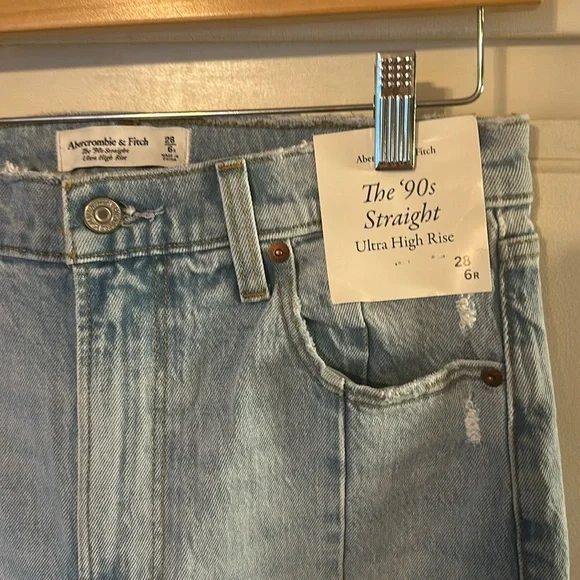 Abercrombie & Fitch
The '90s Straight
Ultra High Rise
28
6R
Fitch
The '90s
Straight
Ultra High Rise
28
6R